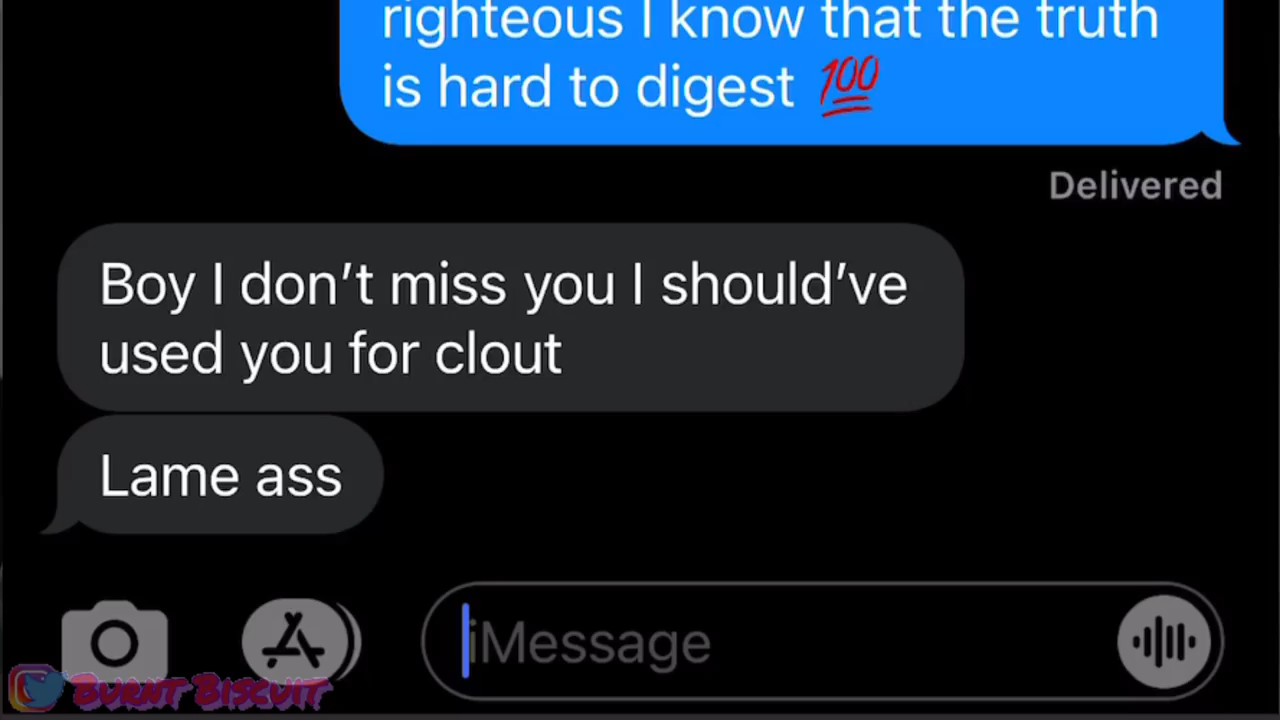 righteous I know that the truth
is hard to digest 💯
Delivered
Boy I don’t miss you I should’ve
used you for clout
Lame ass
iMessage
Burnt Biscuit